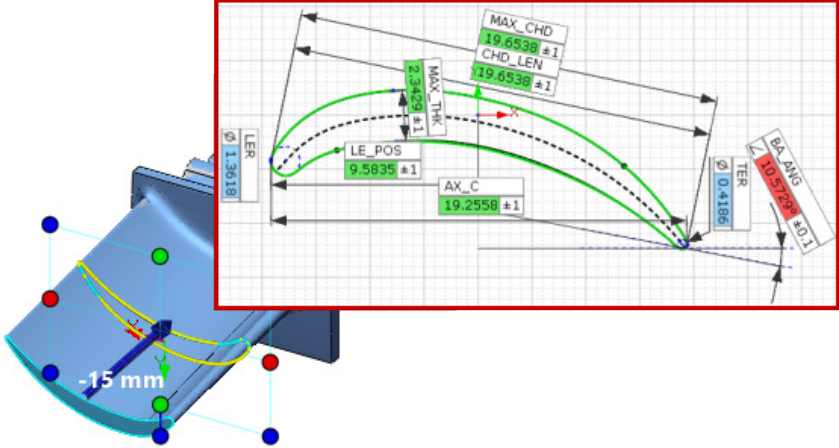 MAX_CHD
19.6538 ±1
CHD_LEN
19.6538 ±1
MAX_THK
2.3429 ±1
LER
Ø 1.3618
LE_POS
9.5835 ±1
AX_C
19.2558 ±1
TER
Ø 0.4186
BA_ANG
∠ 10.5729° ±0.1
X
-15 mm